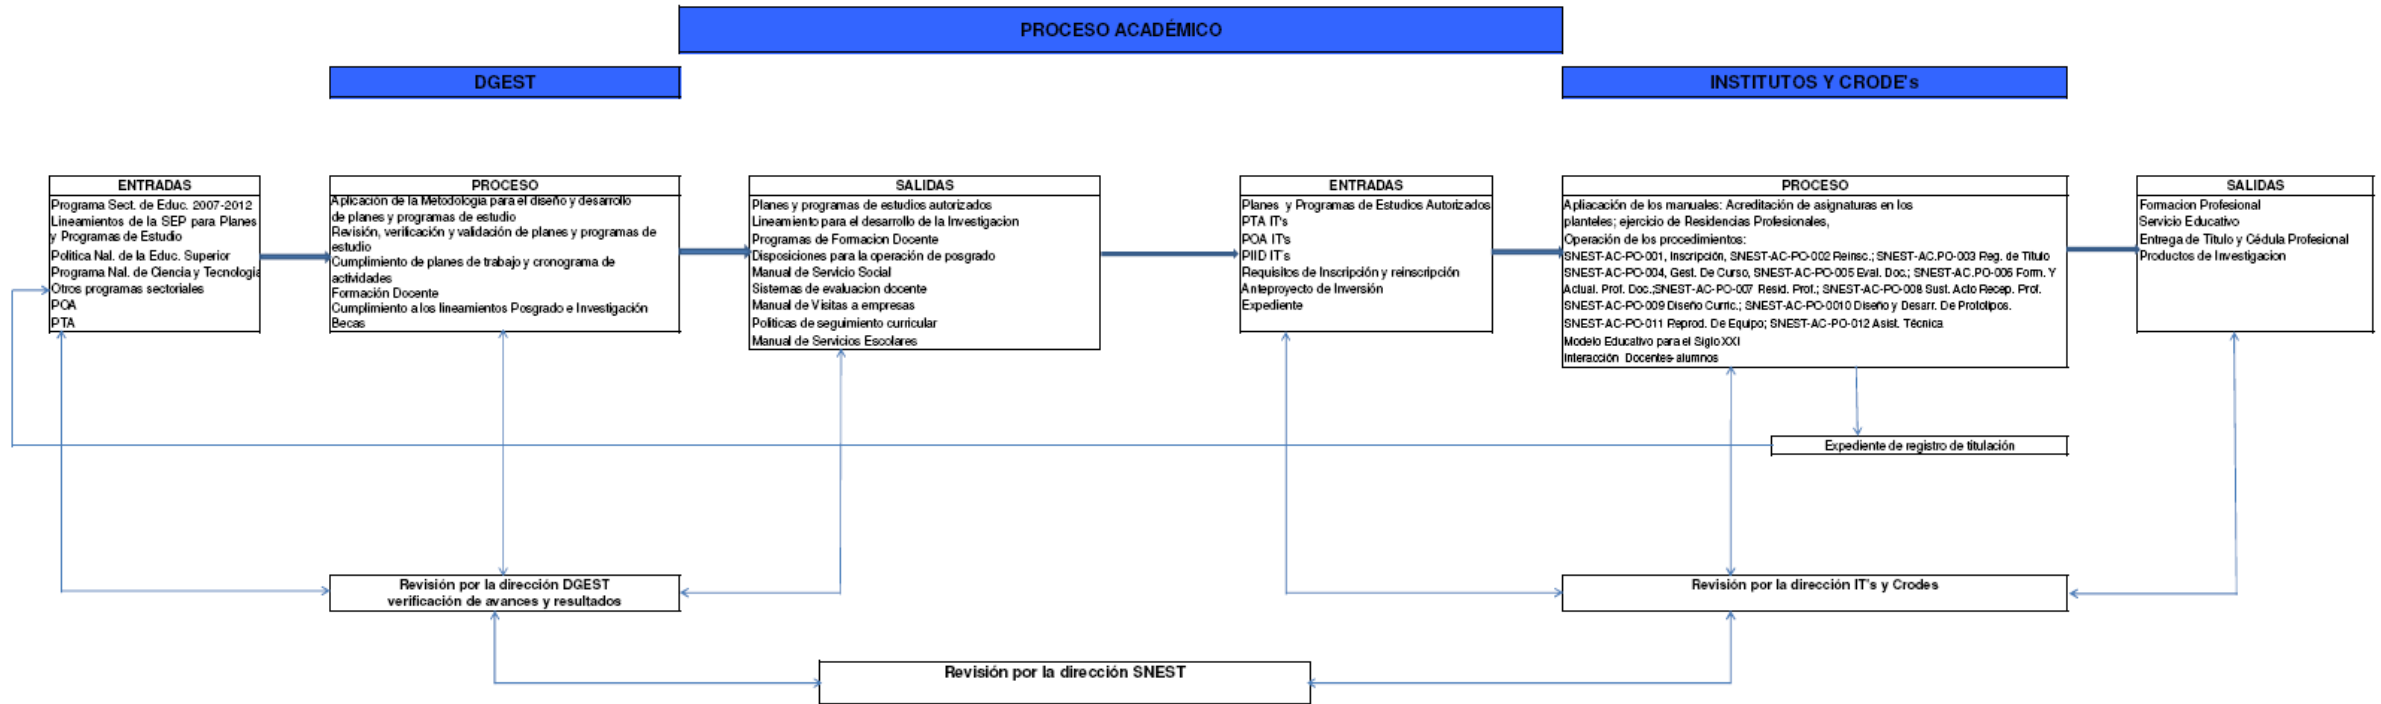 PROCESO ACADÉMICO
DGEST
INSTITUTOS Y CRODE's
ENTRADAS
Programa Sect. de Educ. 2007-2012
Lineamientos de la SEP para Planes
y Programas de Estudio
Politica Nal. de la Educ. Superior
Programa Nal. de Ciencia y Tecnología
Otros programas sectoriales
POA
PTA
PROCESO
Aplicación de la Metodologia para el diseño y desarrollo
de planes y programas de estudio
Revisión, verificación y validación de planes y programas de
estudio
Cumplimiento de planes de trabajo y cronograma de
actividades
Formación Docente
Cumplimiento a los lineamientos Posgrado e Investigación
Becas
SALIDAS
Planes y programas de estudios autorizados
Lineamiento para el desarrollo de la Investigacion
Programas de Formacion Docente
Disposiciones para la operación de posgrado
Manual de Servicio Social
Sistemas de evaluacion docente
Manual de Visitas a empresas
Politicas de seguimiento curricular
Manual de Servicios Escolares
ENTRADAS
Planes y Programas de Estudios Autorizados
PTA IT's
POA IT's
PIID IT's
Requisitos de Inscripción y reinscripción
Anteproyecto de Inversión
Expediente
PROCESO
Apliacación de los manuales: Acreditación de asignaturas en los
planteles; ejercicio de Residencias Profesionales,
Operación de los procedimientos:
SNEST-AC-PO-001, Inscripción, SNEST-AC-PO-002 Reinsc.; SNEST-AC.PO-003 Reg. de Título
SNEST-AC-PO-004, Gest. De Curso, SNEST-AC-PO-005 Eval. Doc.; SNEST-AC.PO-006 Form. Y
Actual. Prof. Doc.;SNEST-AC-PO-007 Resid. Prof.; SNEST-AC-PO-008 Sust. Acto Recep. Prof.
SNEST-AC-PO-009 Diseño Curric.; SNEST-AC-PO-0010 Diseño y Desarr. De Prototipos.
SNEST-AC-PO-011 Reprod. De Equipo; SNEST-AC-PO-012 Asist. Técnica
Modelo Educativo para el Siglo XXI
Interacción Docentes-alumnos
SALIDAS
Formacion Profesional
Servicio Educativo
Entrega de Título y Cédula Profesional
Productos de Investigacion
Expediente de registro de titulación
Revisión por la dirección DGEST
verificación de avances y resultados
Revisión por la dirección IT's y Crodes
Revisión por la dirección SNEST